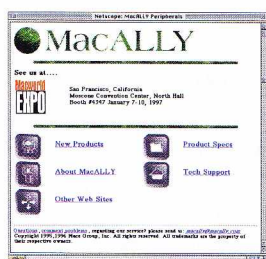 Netscape: MacALLY Peripherals
MacALLY
See us at....
Macworld
EXPO
San Francisco, California
Moscone Convention Center, North Hall
Booth #4347 January 7-10, 1997
New Products
Product Specs
About MacALLY
Tech Support
Other Web Sites
Questions, comment problems, regarding our server? please send to: macally@macally.com
Copyright 1995,1996 Mace Group, Inc. All rights reserved. All trademarks are the property of
their respective owners.